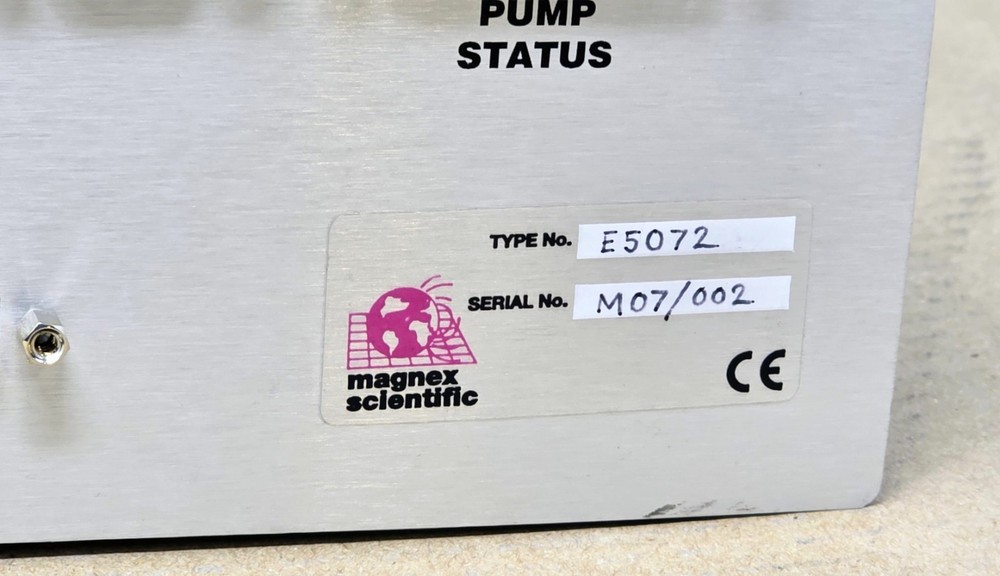 PUMP
STATUS
TYPE No. E5072
SERIAL No. M07/002
magnex
scientific
CE